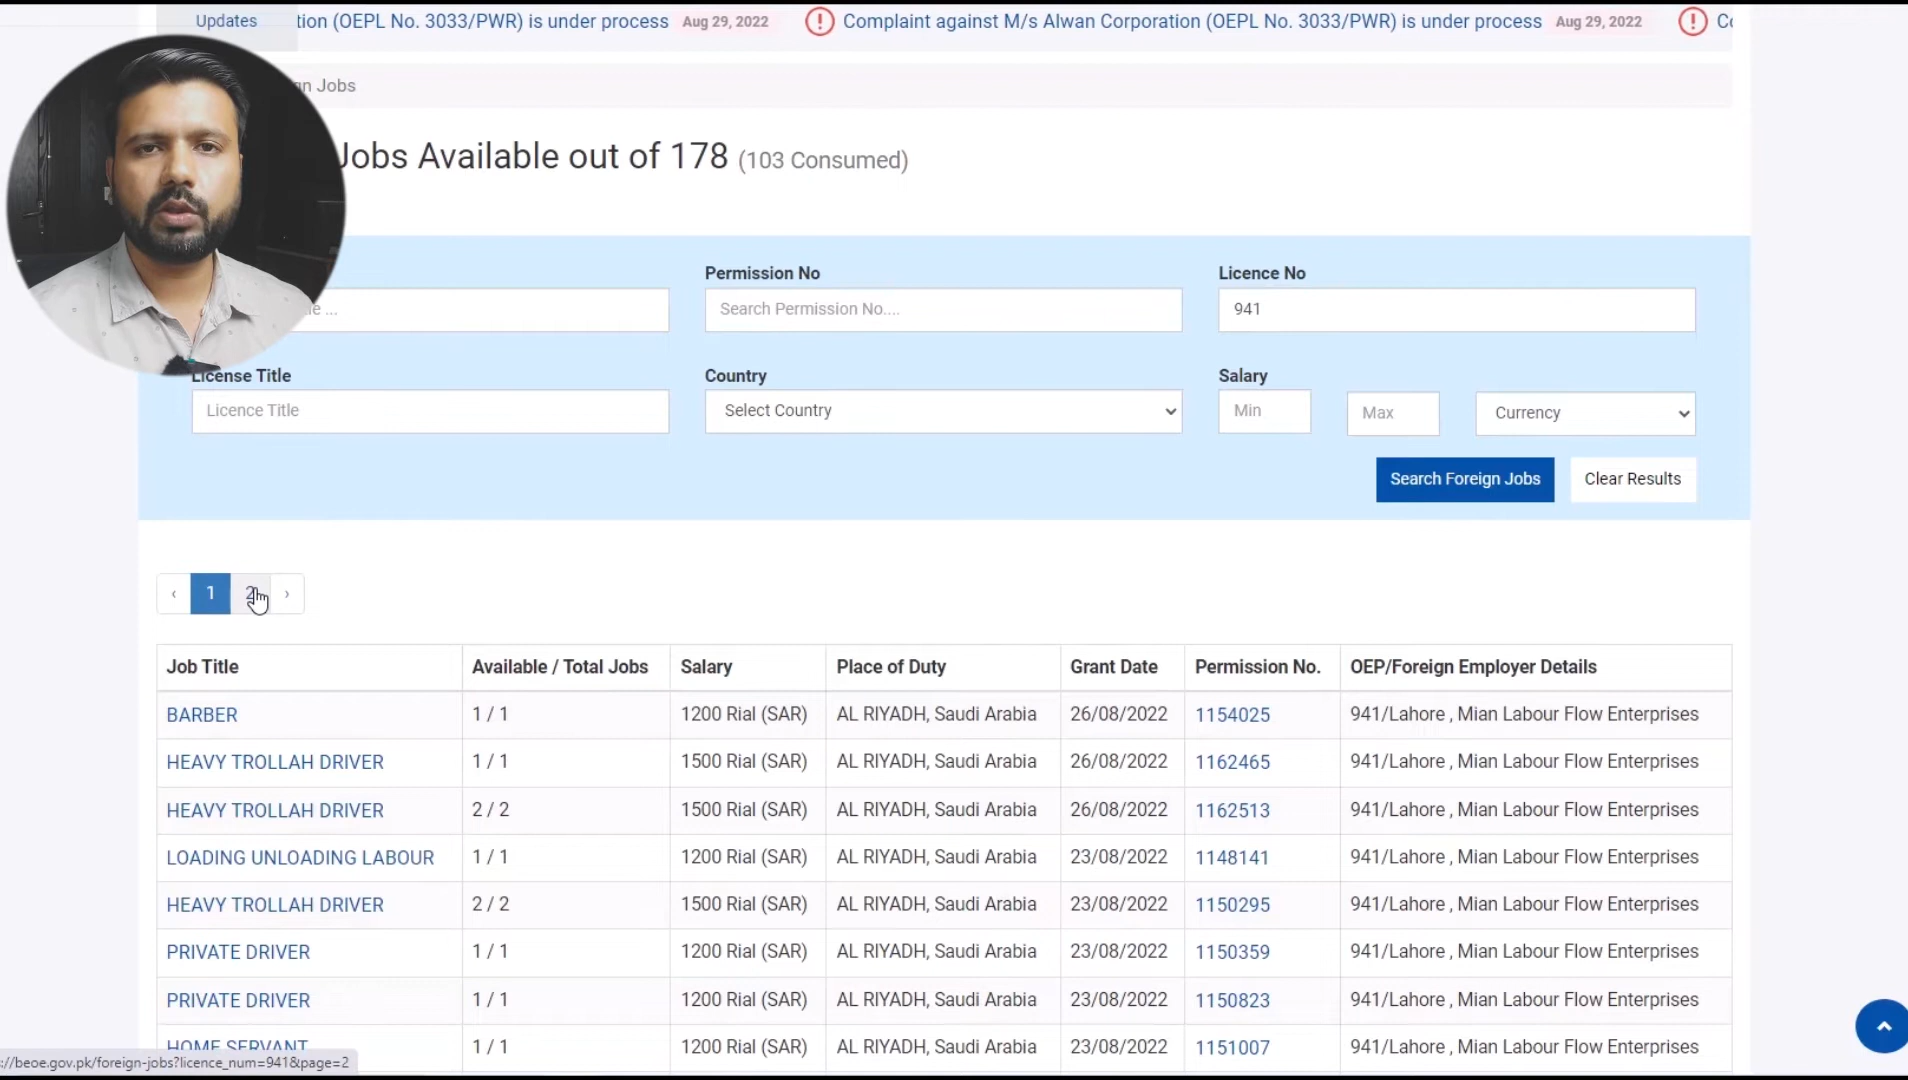 Updates
tion (OEPL No. 3033/PWR) is under process Aug 29, 2022 Complaint against M/s Alwan Corporation (OEPL No. 3033/PWR) is under process Aug 29, 2022
gn Jobs
Jobs Available out of 178 (103 Consumed)
Permission No Licence No
... Search Permission No.... 941
License Title Country Salary
Licence Title Select Country Min Max Currency
Search Foreign Jobs Clear Results
‹ 1 2 ›
Job Title Available / Total Jobs Salary Place of Duty Grant Date Permission No. OEP/Foreign Employer Details
BARBER 1 / 1 1200 Rial (SAR) AL RIYADH, Saudi Arabia 26/08/2022 1154025 941/Lahore , Mian Labour Flow Enterprises
HEAVY TROLLAH DRIVER 1 / 1 1500 Rial (SAR) AL RIYADH, Saudi Arabia 26/08/2022 1162465 941/Lahore , Mian Labour Flow Enterprises
HEAVY TROLLAH DRIVER 2 / 2 1500 Rial (SAR) AL RIYADH, Saudi Arabia 26/08/2022 1162513 941/Lahore , Mian Labour Flow Enterprises
LOADING UNLOADING LABOUR 1 / 1 1200 Rial (SAR) AL RIYADH, Saudi Arabia 23/08/2022 1148141 941/Lahore , Mian Labour Flow Enterprises
HEAVY TROLLAH DRIVER 2 / 2 1500 Rial (SAR) AL RIYADH, Saudi Arabia 23/08/2022 1150295 941/Lahore , Mian Labour Flow Enterprises
PRIVATE DRIVER 1 / 1 1200 Rial (SAR) AL RIYADH, Saudi Arabia 23/08/2022 1150359 941/Lahore , Mian Labour Flow Enterprises
PRIVATE DRIVER 1 / 1 1200 Rial (SAR) AL RIYADH, Saudi Arabia 23/08/2022 1150823 941/Lahore , Mian Labour Flow Enterprises
HOME SERVANT 1 / 1 1200 Rial (SAR) AL RIYADH, Saudi Arabia 23/08/2022 1151007 941/Lahore , Mian Labour Flow Enterprises
://beoe.gov.pk/foreign-jobs?licence_num=941&page=2